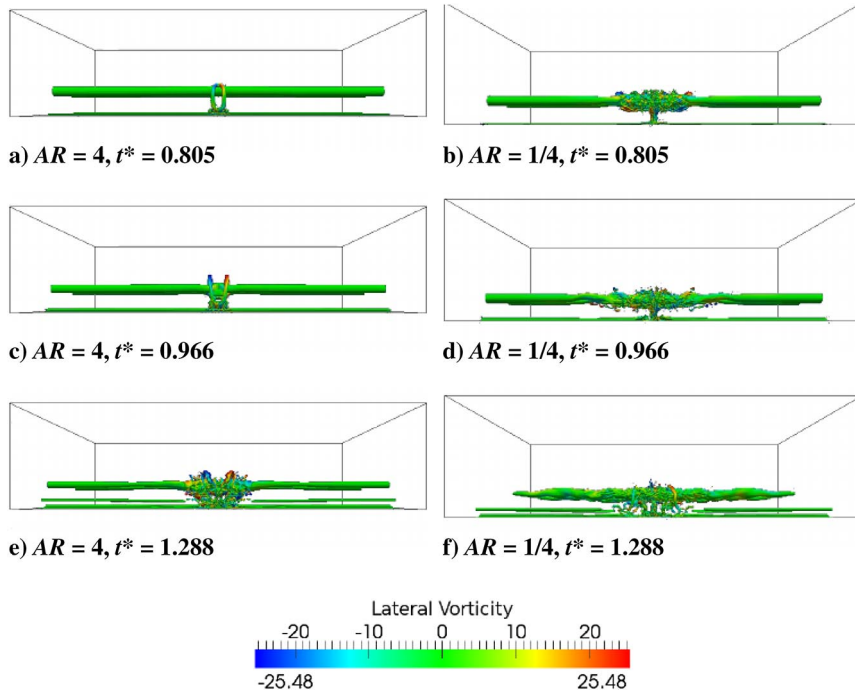 a) AR = 4, t* = 0.805
b) AR = 1/4, t* = 0.805
c) AR = 4, t* = 0.966
d) AR = 1/4, t* = 0.966
e) AR = 4, t* = 1.288
f) AR = 1/4, t* = 1.288
Lateral Vorticity
-20 -10 0 10 20
-25.48 25.48